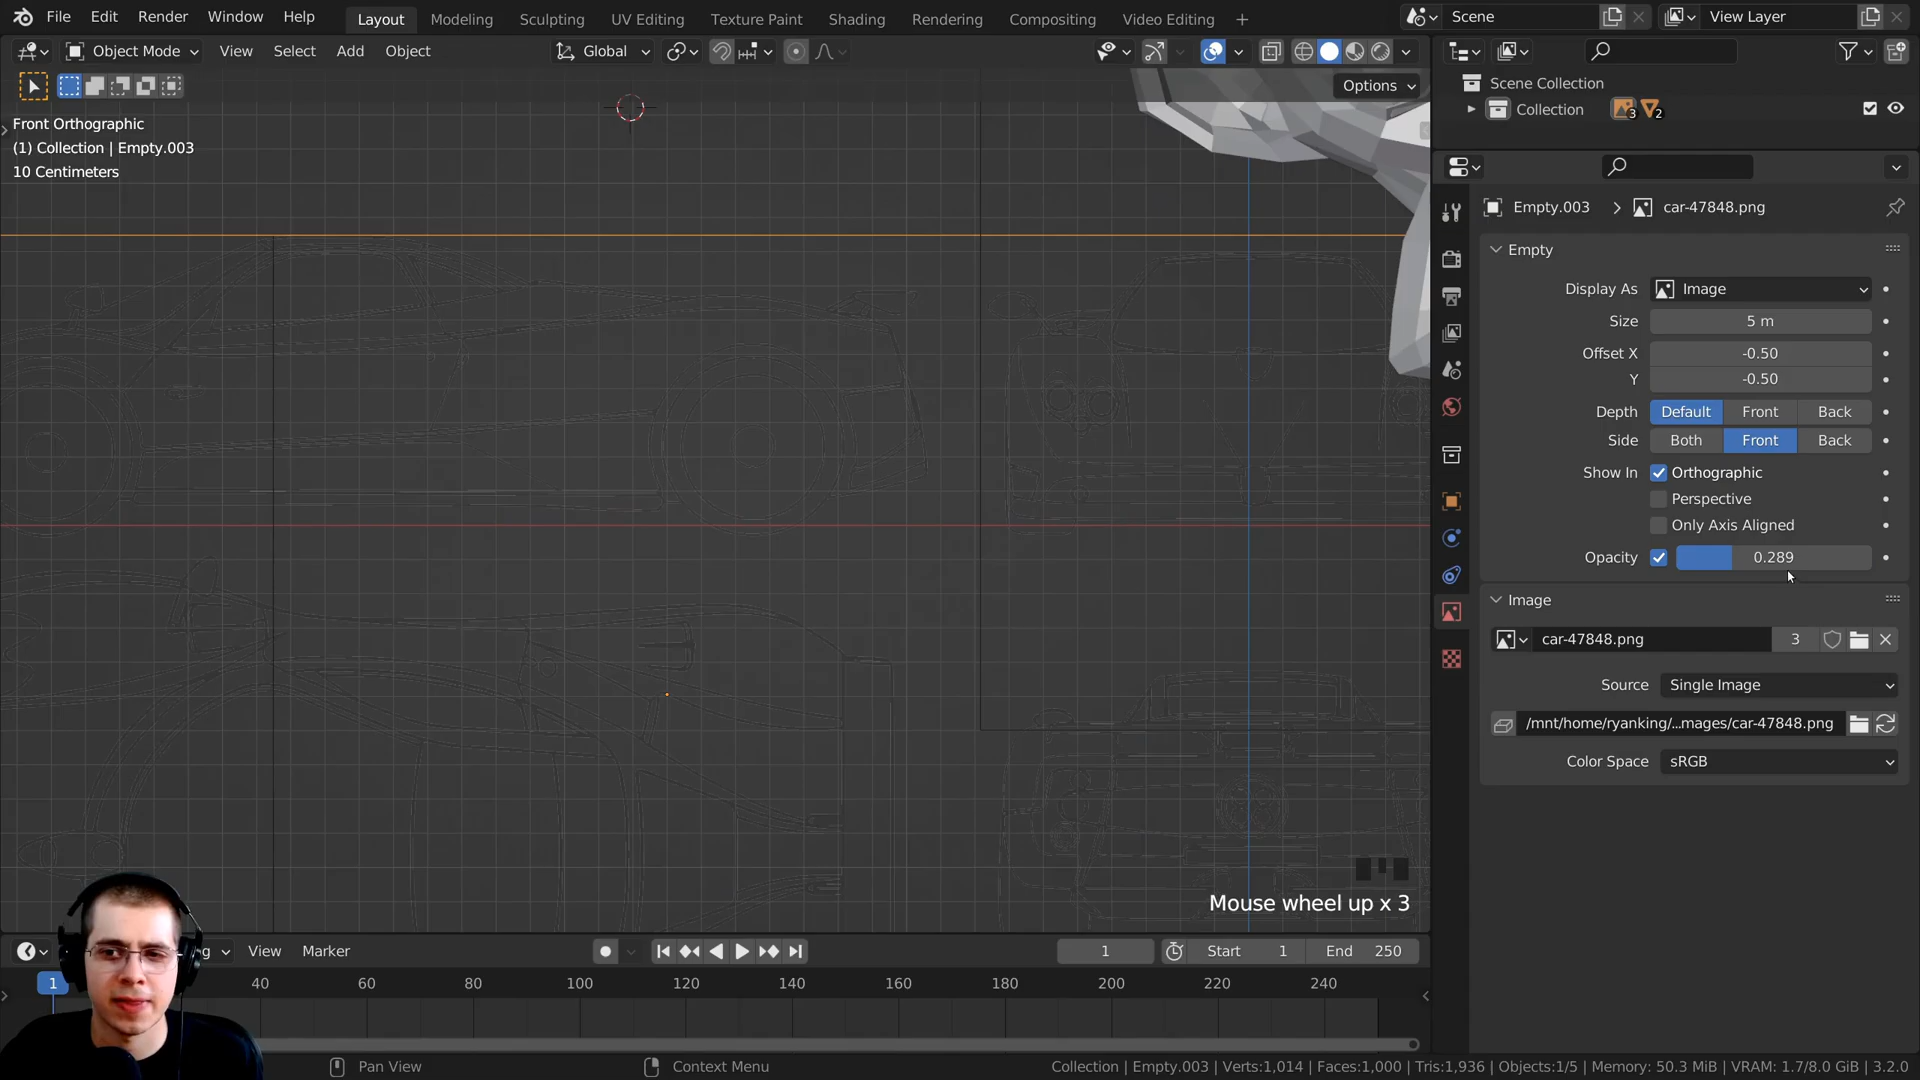 File Edit Render Window Help Layout Modeling Sculpting UV Editing Texture Paint Shading Rendering Compositing Video Editing + Scene View Layer
Object Mode View Select Add Object Global
Options
Front Orthographic
(1) Collection | Empty.003
10 Centimeters
Scene Collection
Collection 3 2
Empty.003 > car-47848.png
Empty
Display As Image
Size 5 m
Offset X -0.50
Y -0.50
Depth Default Front Back
Side Both Front Back
Show In Orthographic
Perspective
Only Axis Aligned
Opacity 0.289
Image
car-47848.png 3
Source Single Image
/mnt/home/ryanking/...mages/car-47848.png
Color Space sRGB
Mouse wheel up x 3
g View Marker 1 Start 1 End 250
1 40 60 80 100 120 140 160 180 200 220 240
Pan View Context Menu Collection | Empty.003 | Verts:1,014 | Faces:1,000 | Tris:1,936 | Objects:1/5 | Memory: 50.3 MiB | VRAM: 1.7/8.0 GiB | 3.2.0